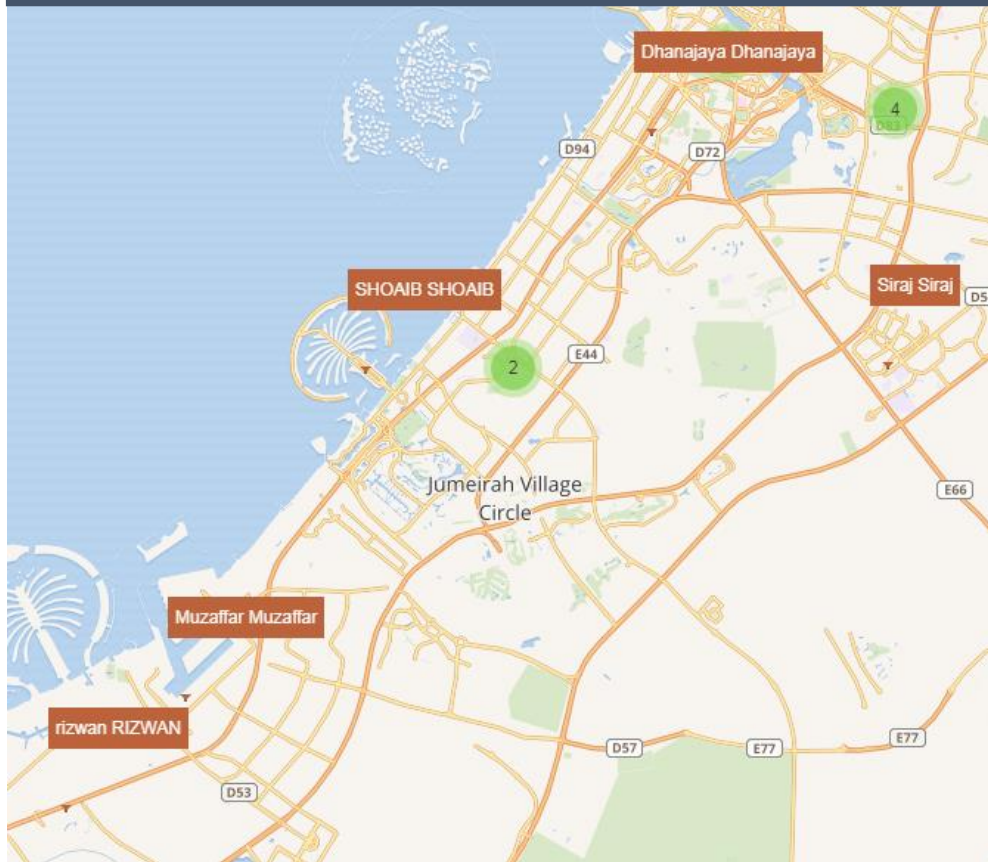 Dhanajaya Dhanajaya
4
D83
D94
D72
SHOAIB SHOAIB
Siraj Siraj
D5
E44
2
Jumeirah Village
Circle
E66
Muzaffar Muzaffar
rizwan RIZWAN
D57
E77
E77
D53